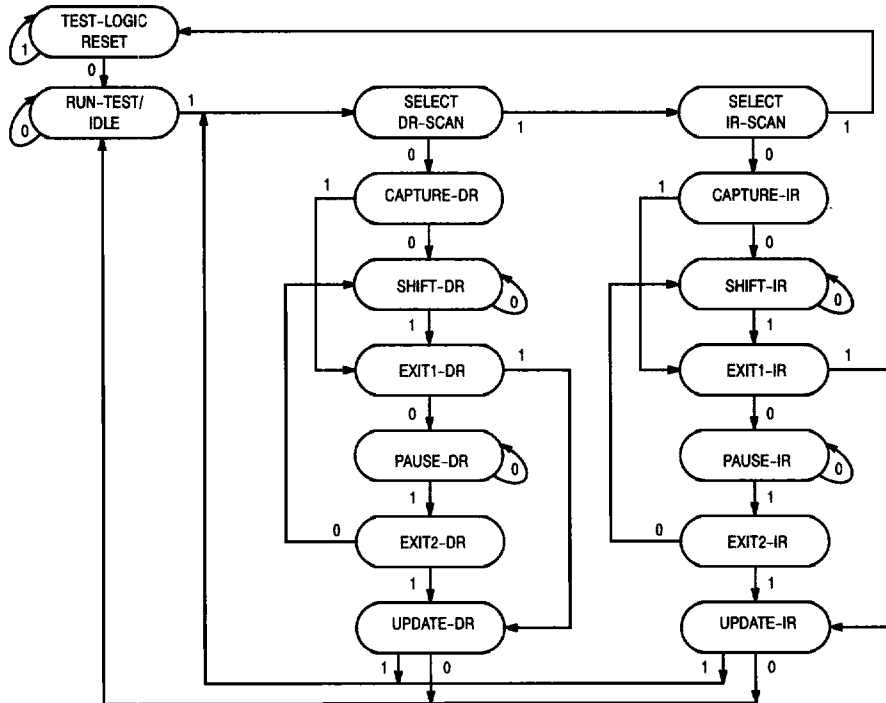 TEST-LOGIC
RESET
1
0
RUN-TEST/
IDLE
0
1
SELECT
DR-SCAN
1
SELECT
IR-SCAN
1
0
0
1
CAPTURE-DR
1
CAPTURE-IR
0
0
SHIFT-DR
0
SHIFT-IR
0
1
1
EXIT1-DR
1
EXIT1-IR
1
0
0
PAUSE-DR
0
PAUSE-IR
0
1
1
0
EXIT2-DR
0
EXIT2-IR
1
1
UPDATE-DR
UPDATE-IR
1
0
1
0